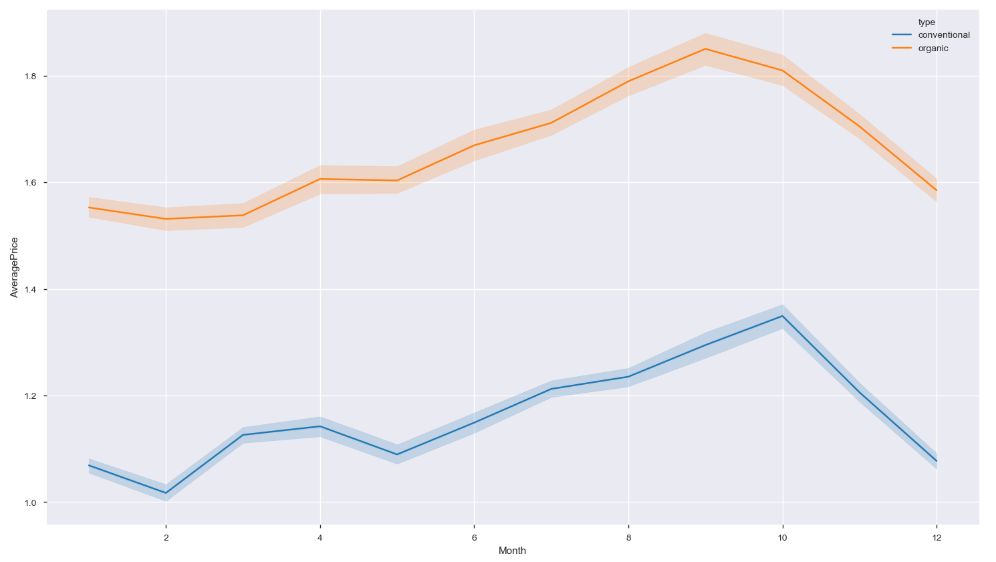 type
conventional
organic
1.8
1.6
1.4
1.2
1.0
AveragePrice
2 4 6 8 10 12
Month